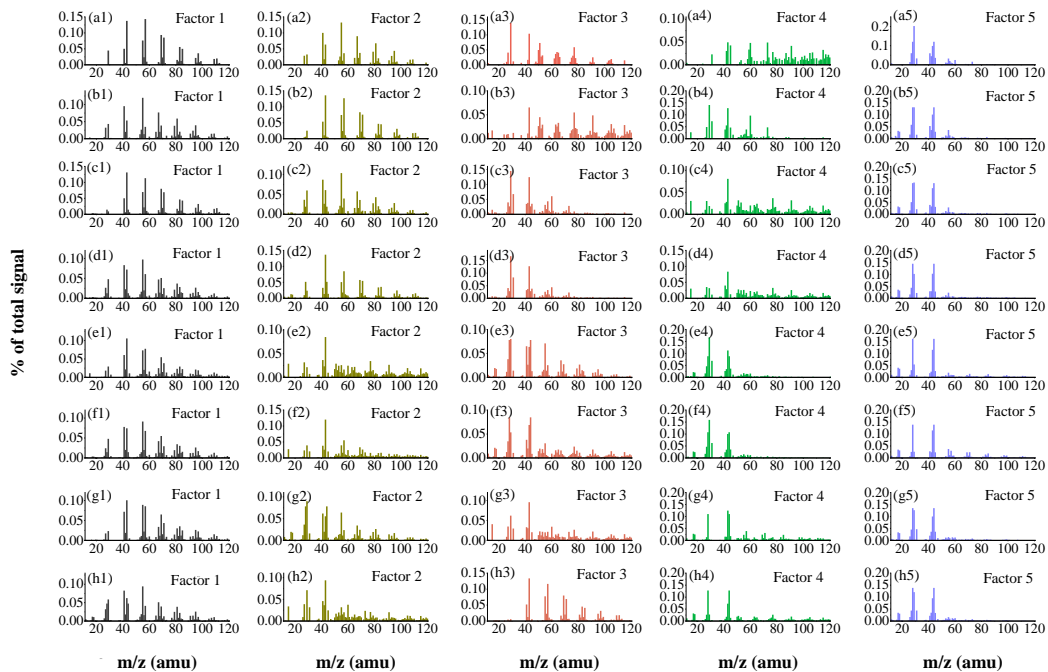 % of total signal
(a1) Factor 1 (a2) Factor 2 (a3) Factor 3 (a4) Factor 4 (a5) Factor 5
0.15 0.15 0.15 0.15
0.10 0.10 0.10 0.10 0.2
0.05 0.05 0.05 0.05 0.1
0.00 0.00 0.00 0.00 0.0
20 40 60 80 100 120 20 40 60 80 100 120 20 40 60 80 100 120 20 40 60 80 100 120 20 40 60 80 100 120
(b1) Factor 1 (b2) Factor 2 (b3) Factor 3 (b4) Factor 4 (b5) Factor 5
0.20 0.20
0.15 0.15 0.15
0.10 0.10 0.10 0.10 0.10
0.05 0.05 0.05 0.05 0.05
0.00 0.00 0.00 0.00 0.00
20 40 60 80 100 120 20 40 60 80 100 120 20 40 60 80 100 120 20 40 60 80 100 120 20 40 60 80 100 120
(c1) Factor 1 (c2) Factor 2 (c3) Factor 3 (c4) Factor 4 (c5) Factor 5
0.20
0.15 0.15 0.15
0.10 0.10 0.10 0.10 0.10
0.05 0.05 0.05 0.05 0.05
0.00 0.00 0.00 0.00 0.00
20 40 60 80 100 120 20 40 60 80 100 120 20 40 60 80 100 120 20 40 60 80 100 120 20 40 60 80 100 120
(d1) Factor 1 (d2) Factor 2 (d3) Factor 3 (d4) Factor 4 (d5) Factor 5
0.20
0.15 0.15 0.15 0.15
0.10 0.10 0.10 0.10 0.10
0.05 0.05 0.05 0.05 0.05
0.00 0.00 0.00 0.00 0.00
20 40 60 80 100 120 20 40 60 80 100 120 20 40 60 80 100 120 20 40 60 80 100 120 20 40 60 80 100 120
(e1) Factor 1 (e2) Factor 2 (e3) Factor 3 (e4) Factor 4 (e5) Factor 5
0.20 0.20
0.15 0.15
0.10 0.10 0.10 0.10 0.10
0.05 0.05 0.05 0.05 0.05
0.00 0.00 0.00 0.00 0.00
20 40 60 80 100 120 20 40 60 80 100 120 20 40 60 80 100 120 20 40 60 80 100 120 20 40 60 80 100 120
(f1) Factor 1 (f2) Factor 2 (f3) Factor 3 (f4) Factor 4 (f5) Factor 5
0.20 0.20
0.15 0.15 0.15
0.10 0.10 0.10 0.10 0.10
0.05 0.05 0.05 0.05 0.05
0.00 0.00 0.00 0.00 0.00
20 40 60 80 100 120 20 40 60 80 100 120 20 40 60 80 100 120 20 40 60 80 100 120 20 40 60 80 100 120
(g1) Factor 1 (g2) Factor 2 (g3) Factor 3 (g4) Factor 4 (g5) Factor 5
0.20 0.20
0.15 0.15
0.10 0.10 0.10 0.10 0.10
0.05 0.05 0.05 0.05 0.05
0.00 0.00 0.00 0.00 0.00
20 40 60 80 100 120 20 40 60 80 100 120 20 40 60 80 100 120 20 40 60 80 100 120 20 40 60 80 100 120
(h1) Factor 1 (h2) Factor 2 (h3) Factor 3 (h4) Factor 4 (h5) Factor 5
0.20 0.20
0.15 0.15 0.15
0.10 0.10 0.10 0.10 0.10
0.05 0.05 0.05 0.05 0.05
0.00 0.00 0.00 0.00 0.00
20 40 60 80 100 120 20 40 60 80 100 120 20 40 60 80 100 120 20 40 60 80 100 120 20 40 60 80 100 120
m/z (amu) m/z (amu) m/z (amu) m/z (amu) m/z (amu)